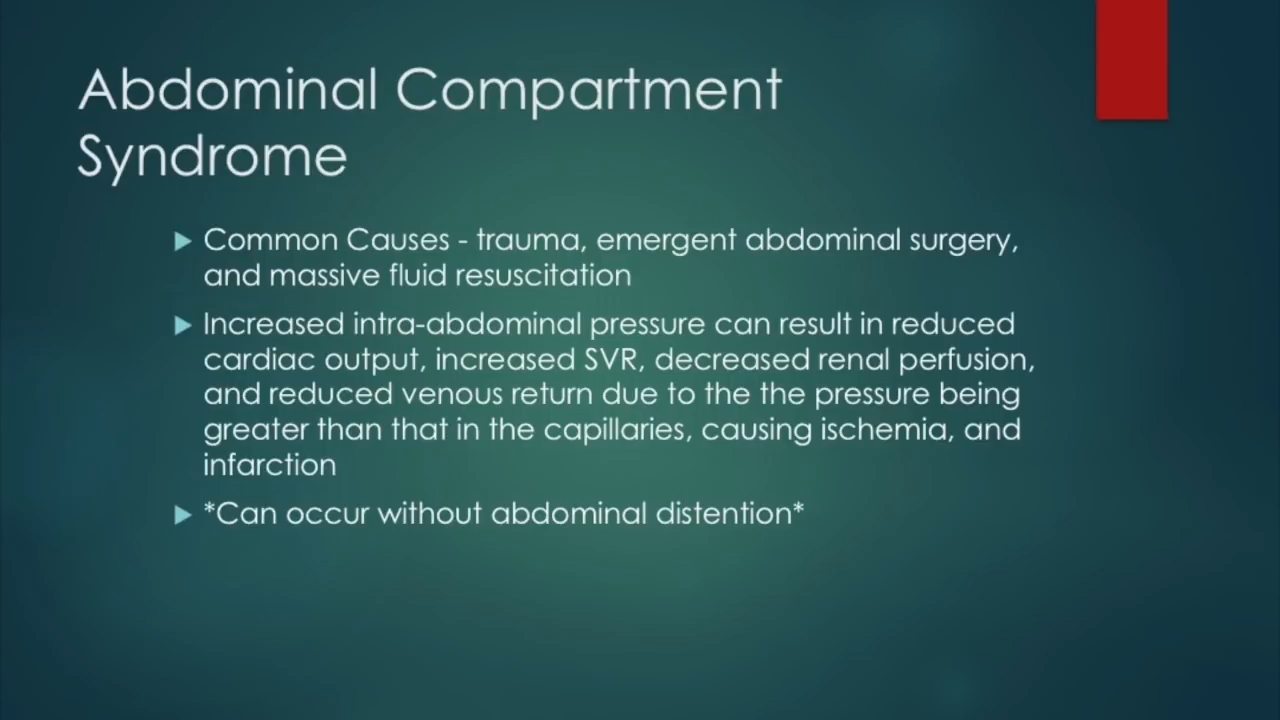 Abdominal Compartment
Syndrome
Common Causes - trauma, emergent abdominal surgery,
and massive fluid resuscitation
Increased intra-abdominal pressure can result in reduced
cardiac output, increased SVR, decreased renal perfusion,
and reduced venous return due to the the pressure being
greater than that in the capillaries, causing ischemia, and
infarction
*Can occur without abdominal distention*